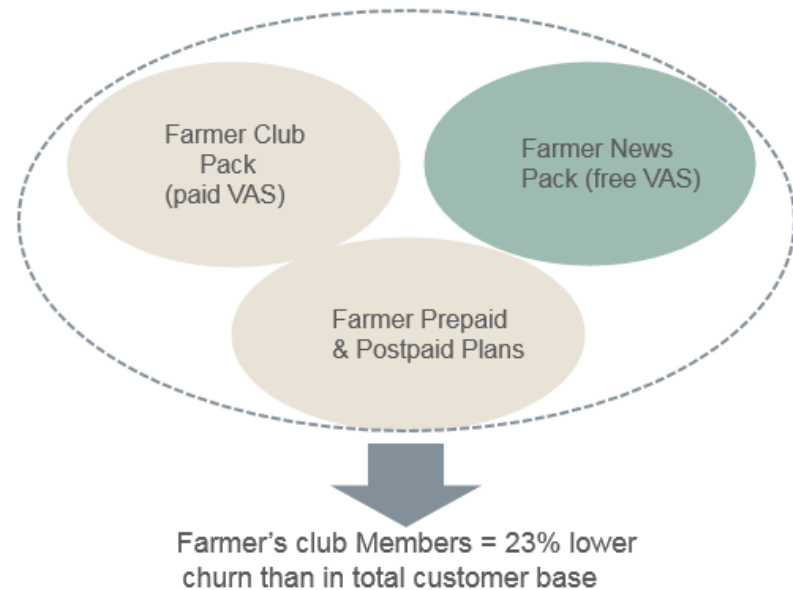 Farmer Club
Pack
(paid VAS)
Farmer News
Pack (free VAS)
Farmer Prepaid
& Postpaid Plans
Farmer's club Members = 23% lower
churn than in total customer base